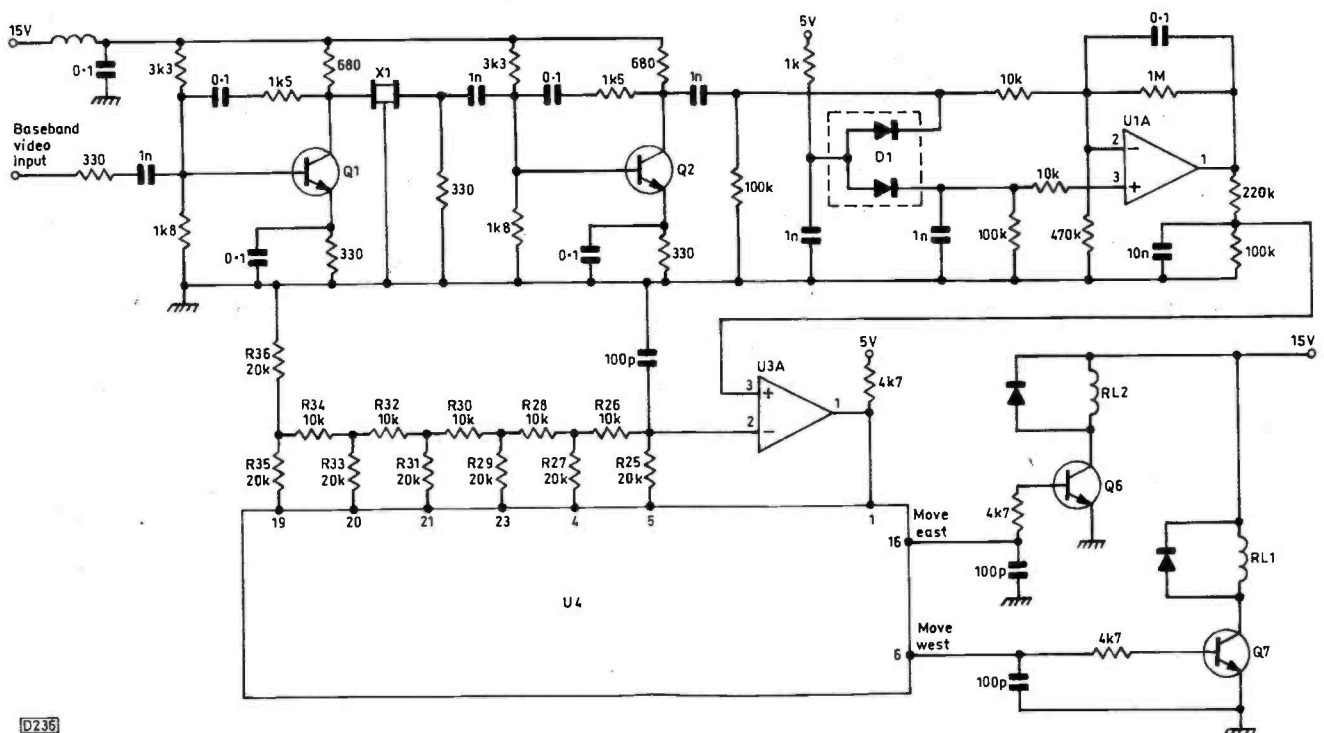 15V
0·1
3k3
0·1
1k5
680
X1
1n
3k3
0·1
1k5
680
1n
5V
1k
D1
10k
0·1
1M
U1A
2
−
3
+
1
220k
Baseband
video
input
330
1n
Q1
1k8
0·1
330
330
1k8
Q2
0·1
330
100k
1n
1n
100k
10k
470k
10n
100k
R36
20k
100p
R34
10k
R32
10k
R30
10k
R28
10k
R26
10k
R35
20k
R33
20k
R31
20k
R29
20k
R27
20k
R25
20k
U3A
3
+
2
−
1
5V
4k7
19
20
21
23
4
5
1
U4
16
Move
east
4k7
100p
RL2
Q6
15V
RL1
6
Move
west
4k7
100p
Q7
D236